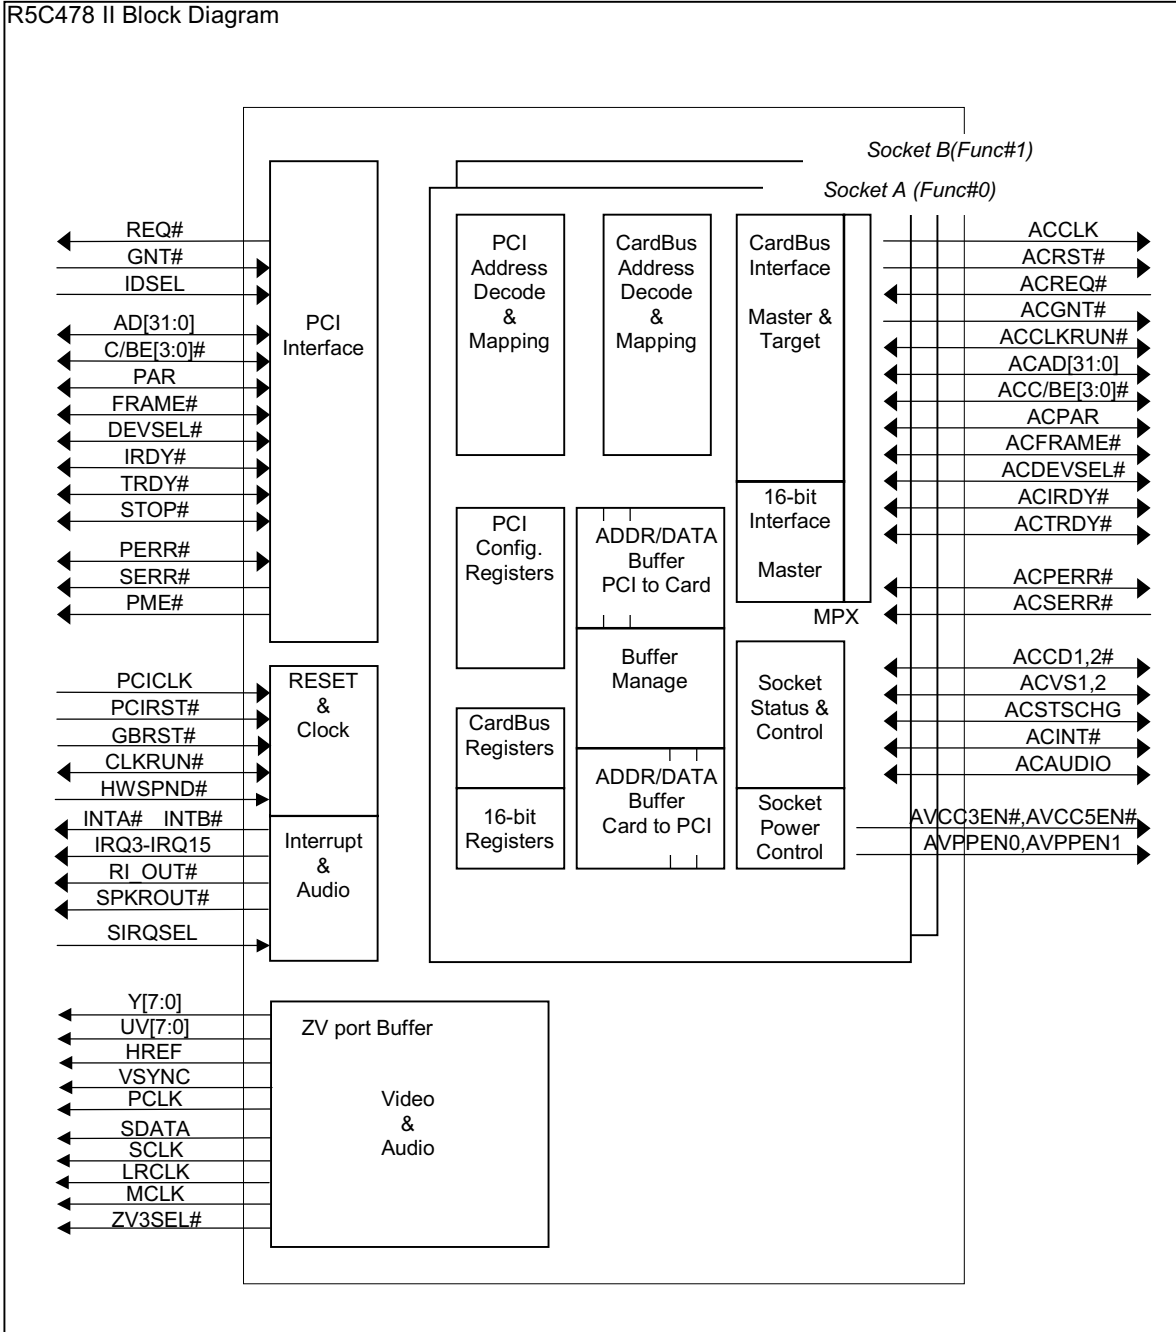 R5C478 II Block Diagram
Socket B(Func#1)
Socket A (Func#0)
REQ#
GNT#
IDSEL
AD[31:0]
C/BE[3:0]#
PAR
FRAME#
DEVSEL#
IRDY#
TRDY#
STOP#
PERR#
SERR#
PME#
PCI
Interface
PCICLK
PCIRST#
GBRST#
CLKRUN#
HWSPND#
RESET
&
Clock
INTA# INTB#
IRQ3-IRQ15
RI_OUT#
SPKROUT#
SIRQSEL
Interrupt
&
Audio
Y[7:0]
UV[7:0]
HREF
VSYNC
PCLK
SDATA
SCLK
LRCLK
MCLK
ZV3SEL#
ZV port Buffer
Video
&
Audio
PCI
Address
Decode
&
Mapping
CardBus
Address
Decode
&
Mapping
CardBus
Interface
Master &
Target
16-bit
Interface
Master
MPX
PCI
Config.
Registers
ADDR/DATA
Buffer
PCI to Card
Buffer
Manage
ADDR/DATA
Buffer
Card to PCI
CardBus
Registers
16-bit
Registers
Socket
Status &
Control
Socket
Power
Control
ACCLK
ACRST#
ACREQ#
ACGNT#
ACCLKRUN#
ACAD[31:0]
ACC/BE[3:0]#
ACPAR
ACFRAME#
ACDEVSEL#
ACIRDY#
ACTRDY#
ACPERR#
ACSERR#
ACCD1,2#
ACVS1,2
ACSTSCHG
ACINT#
ACAUDIO
AVCC3EN#,AVCC5EN#
AVPPEN0,AVPPEN1